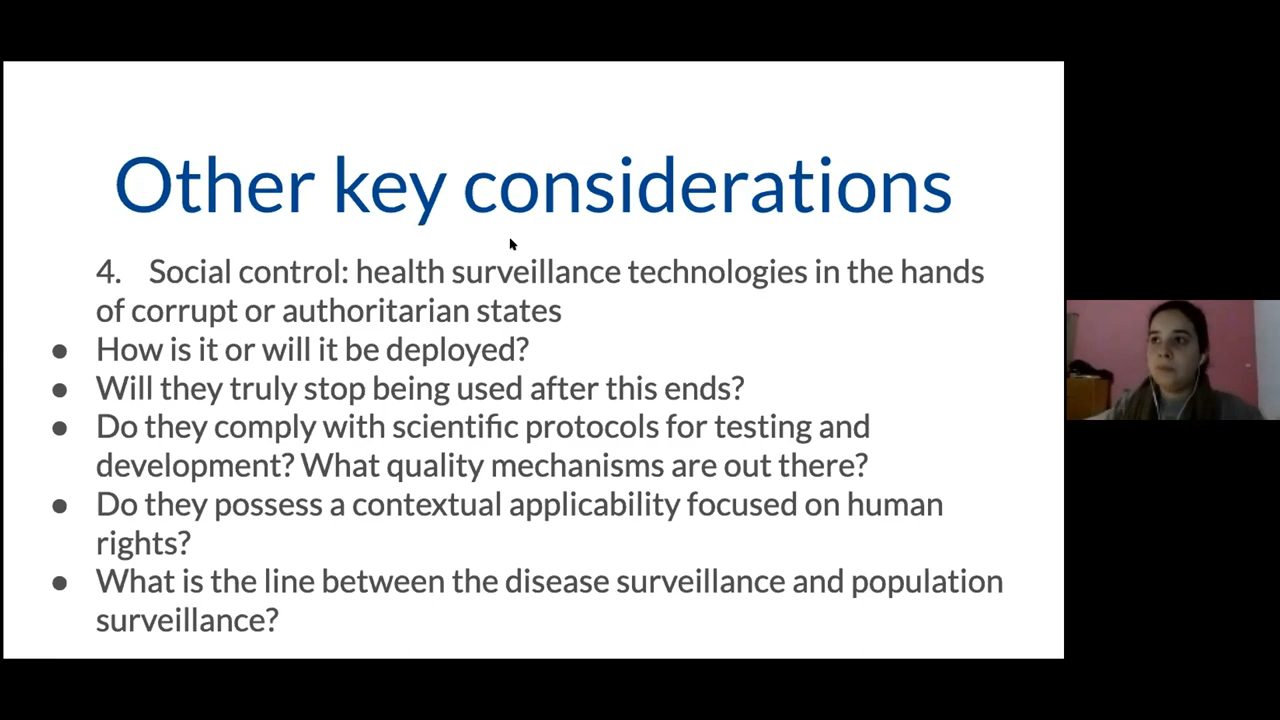 Other key considerations
4. Social control: health surveillance technologies in the hands
of corrupt or authoritarian states
● How is it or will it be deployed?
● Will they truly stop being used after this ends?
● Do they comply with scientific protocols for testing and
development? What quality mechanisms are out there?
● Do they possess a contextual applicability focused on human
rights?
● What is the line between the disease surveillance and population
surveillance?